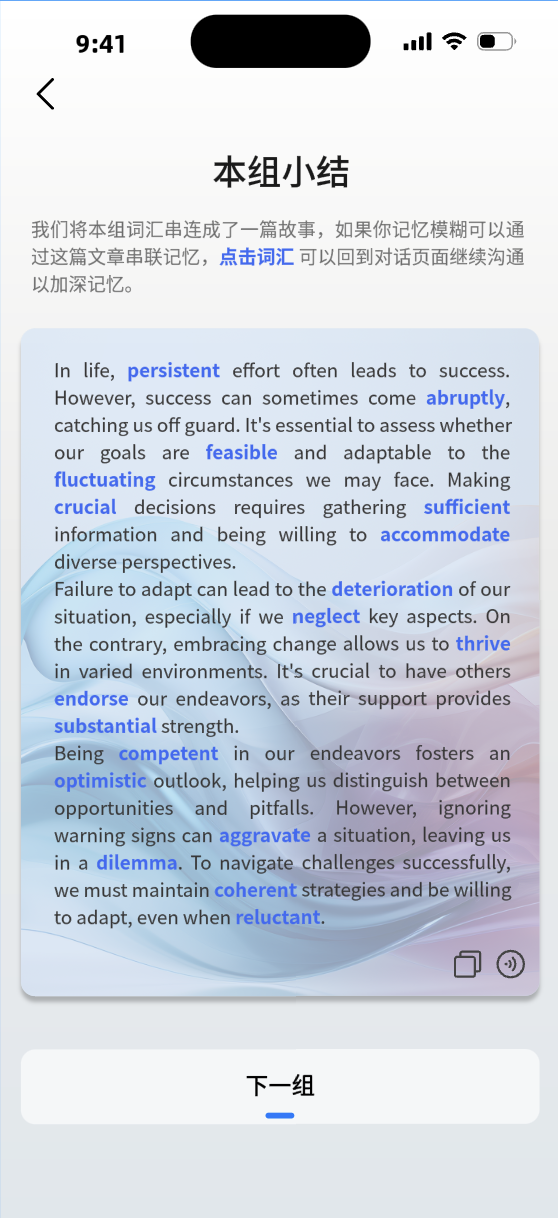 9:41
本组小结
我们将本组词汇串连成了一篇故事，如果你记忆模糊可以通
过这篇文章串联记忆，点击词汇 可以回到对话页面继续沟通
以加深记忆。
In life, persistent effort often leads to success.
However, success can sometimes come abruptly,
catching us off guard. It's essential to assess whether
our goals are feasible and adaptable to the
fluctuating circumstances we may face. Making
crucial decisions requires gathering sufficient
information and being willing to accommodate
diverse perspectives.
Failure to adapt can lead to the deterioration of our
situation, especially if we neglect key aspects. On
the contrary, embracing change allows us to thrive
in varied environments. It's crucial to have others
endorse our endeavors, as their support provides
substantial strength.
Being competent in our endeavors fosters an
optimistic outlook, helping us distinguish between
opportunities and pitfalls. However, ignoring
warning signs can aggravate a situation, leaving us
in a dilemma. To navigate challenges successfully,
we must maintain coherent strategies and be willing
to adapt, even when reluctant.
下一组